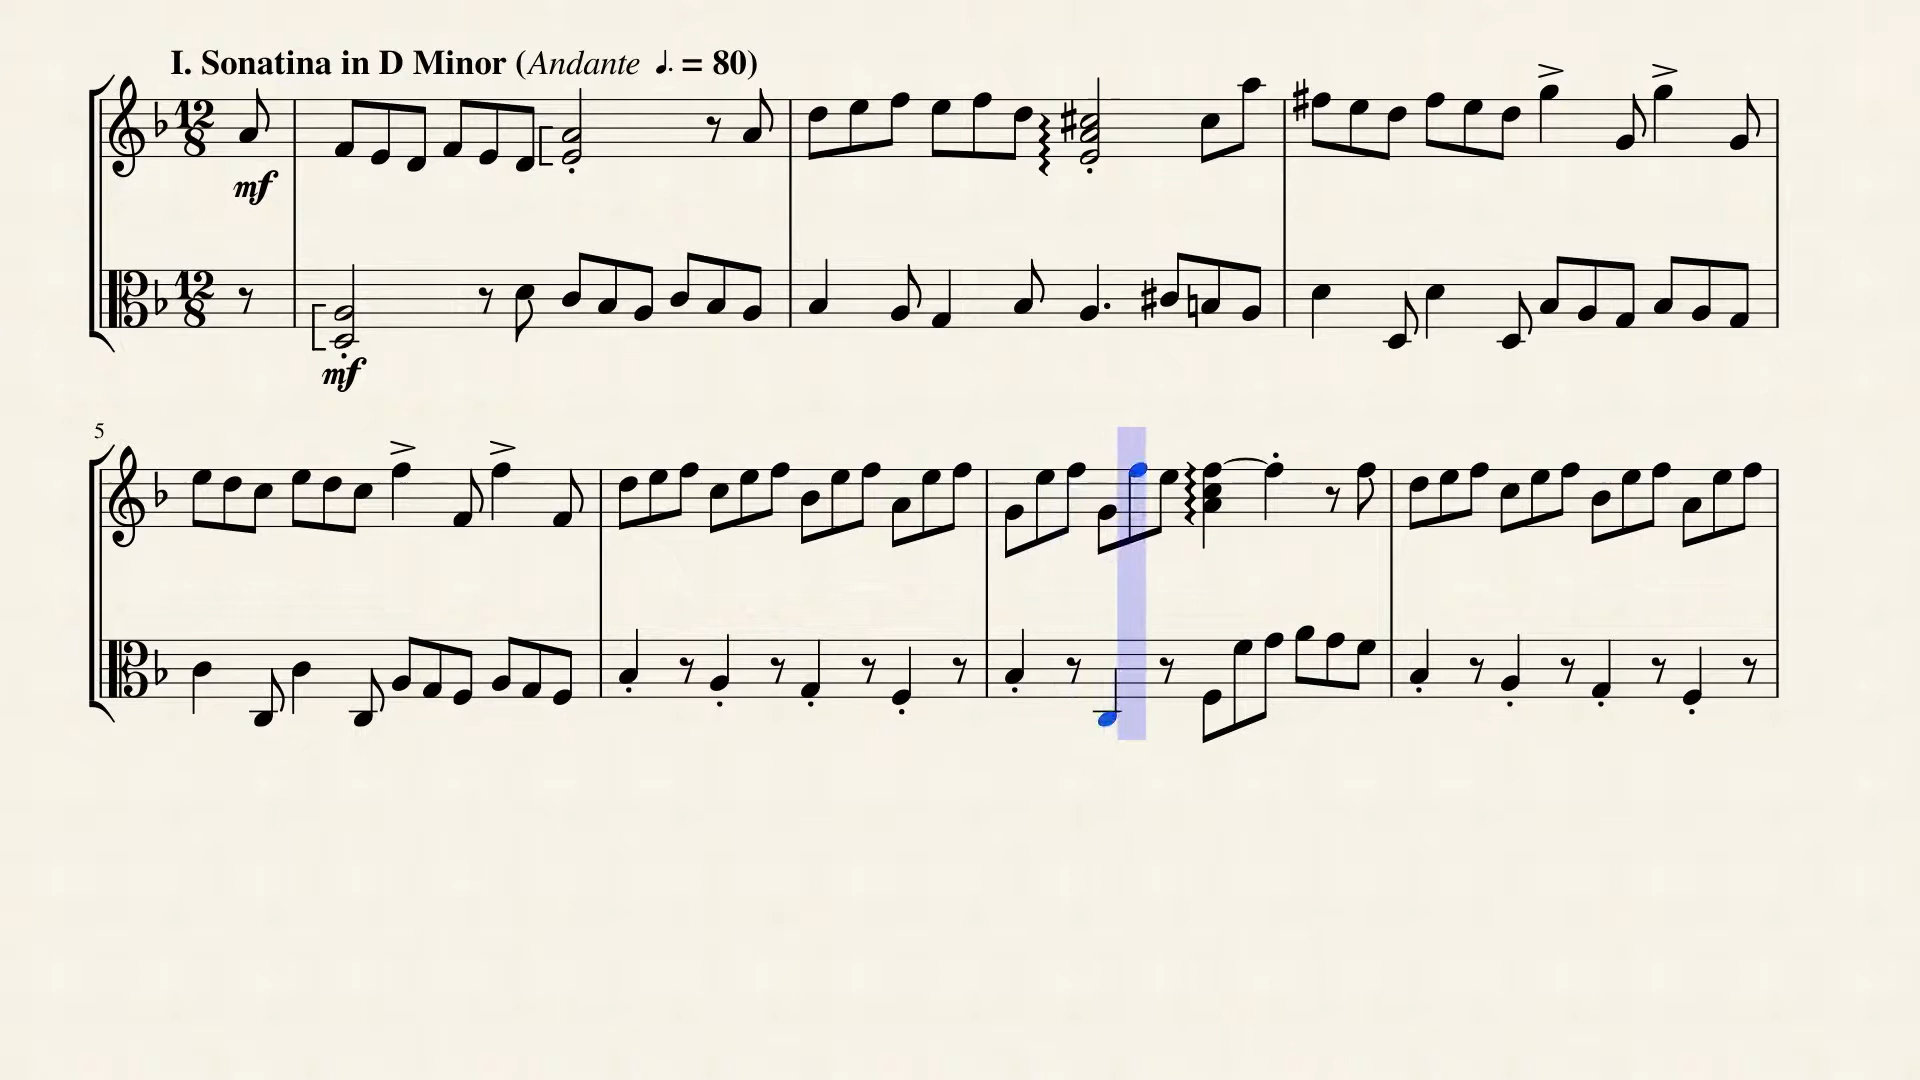 I. Sonatina in D Minor (Andante ♩. = 80)
12
8
mf
12
8
mf
5